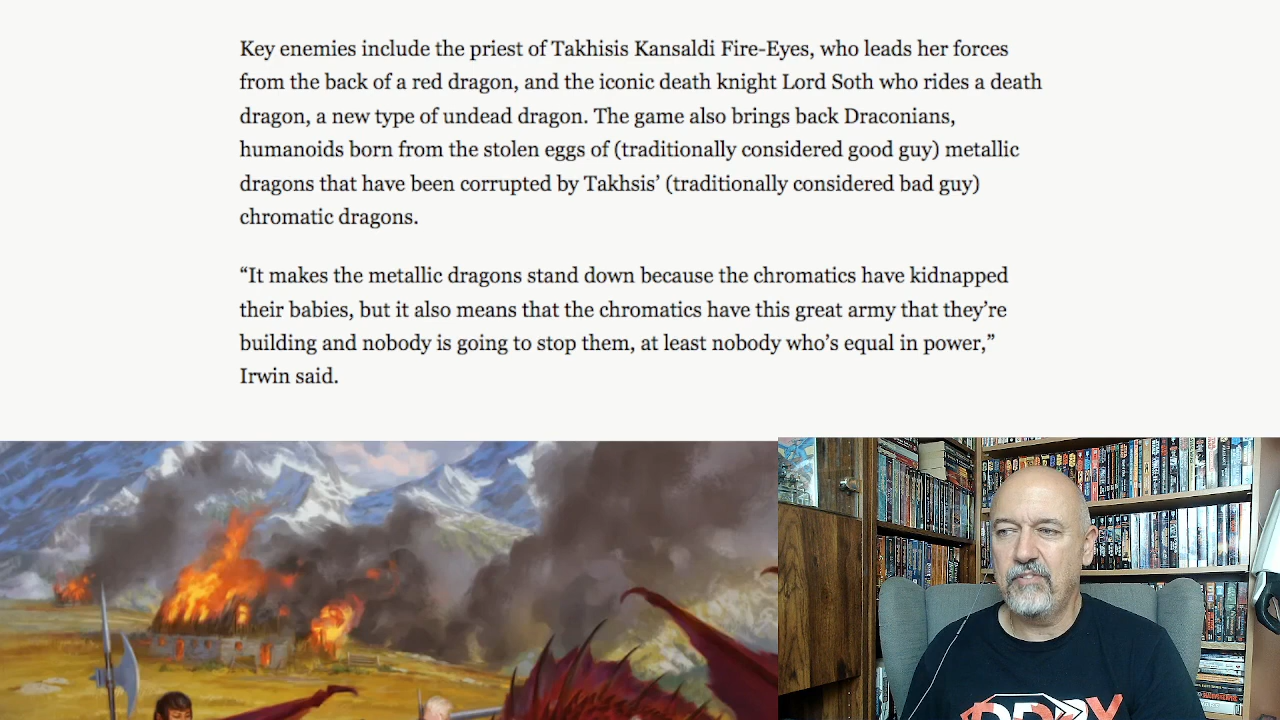 Key enemies include the priest of Takhisis Kansaldi Fire-Eyes, who leads her forces
from the back of a red dragon, and the iconic death knight Lord Soth who rides a death
dragon, a new type of undead dragon. The game also brings back Draconians,
humanoids born from the stolen eggs of (traditionally considered good guy) metallic
dragons that have been corrupted by Takhsis’ (traditionally considered bad guy)
chromatic dragons.
“It makes the metallic dragons stand down because the chromatics have kidnapped
their babies, but it also means that the chromatics have this great army that they’re
building and nobody is going to stop them, at least nobody who’s equal in power,”
Irwin said.